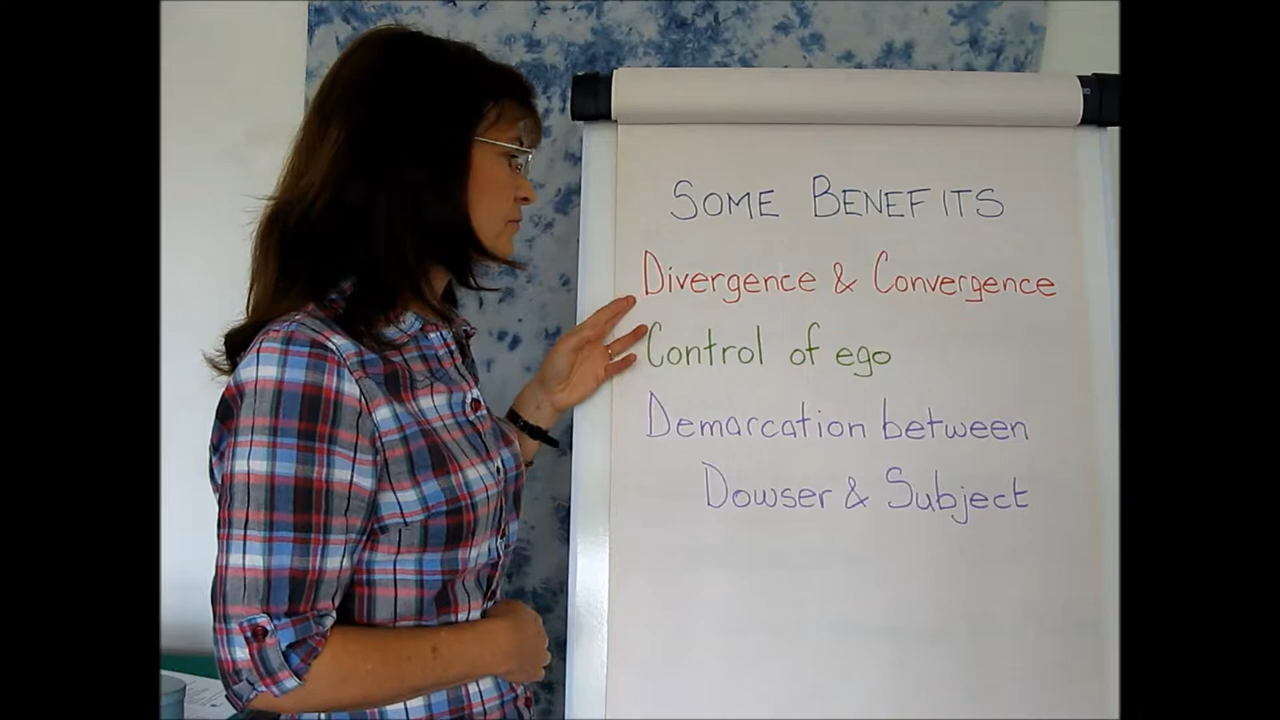 SOME BENEFITS
Divergence & Convergence
Control of ego
Demarcation between
Dowser & Subject